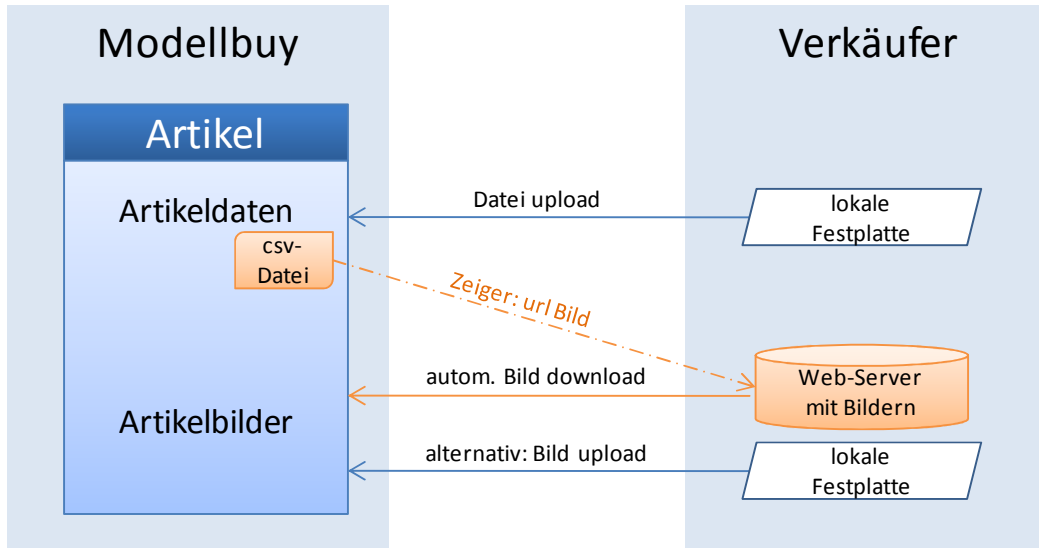 Modellbuy
Verkäufer
Artikel
Artikeldaten
csv-
Datei
Datei upload
lokale
Festplatte
Zeiger: url Bild
autom. Bild download
Web-Server
mit Bildern
Artikelbilder
alternativ: Bild upload
lokale
Festplatte